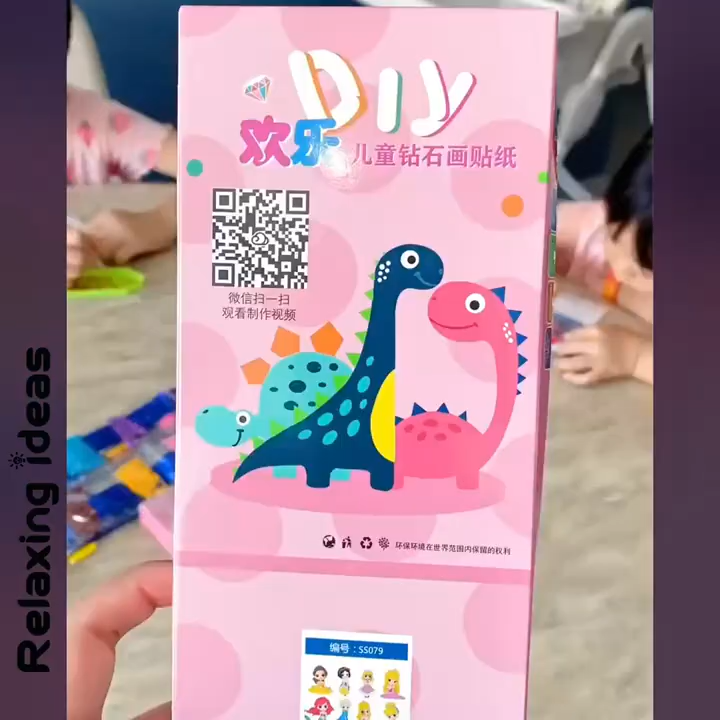 DIY
欢乐 儿童钻石画贴纸
微信扫一扫
观看制作视频
环保环境在世界范围内保留的权利
编号:SS079
Relaxing ideas